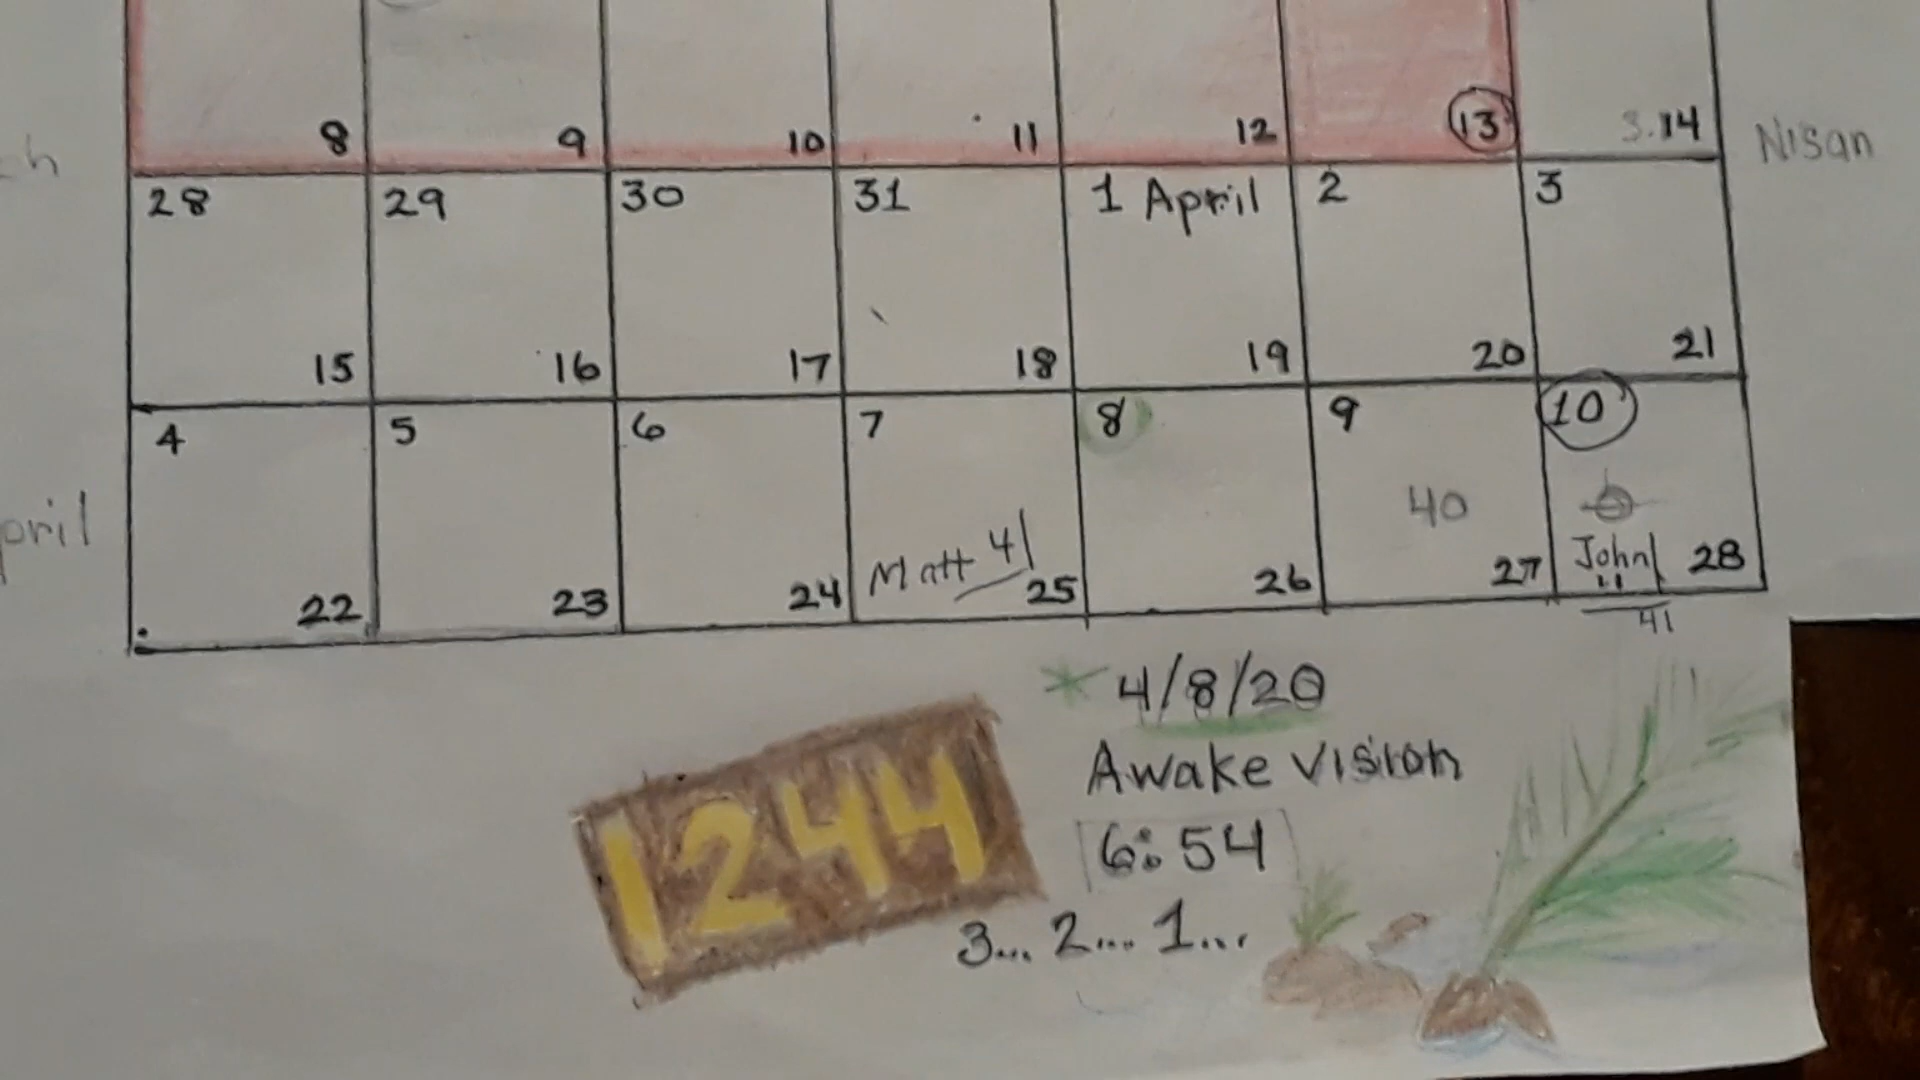 8 9 10 11 12 13 3.14 Nisan
28 29 30 31 1 April 2 3
15 16 17 18 19 20 21
4 5 6 7 8 9 10
40
Matt 41
John
11
22 23 24 25 26 27 28
41
* 4/8/20
Awake Vision
1244
6:54
3... 2... 1...